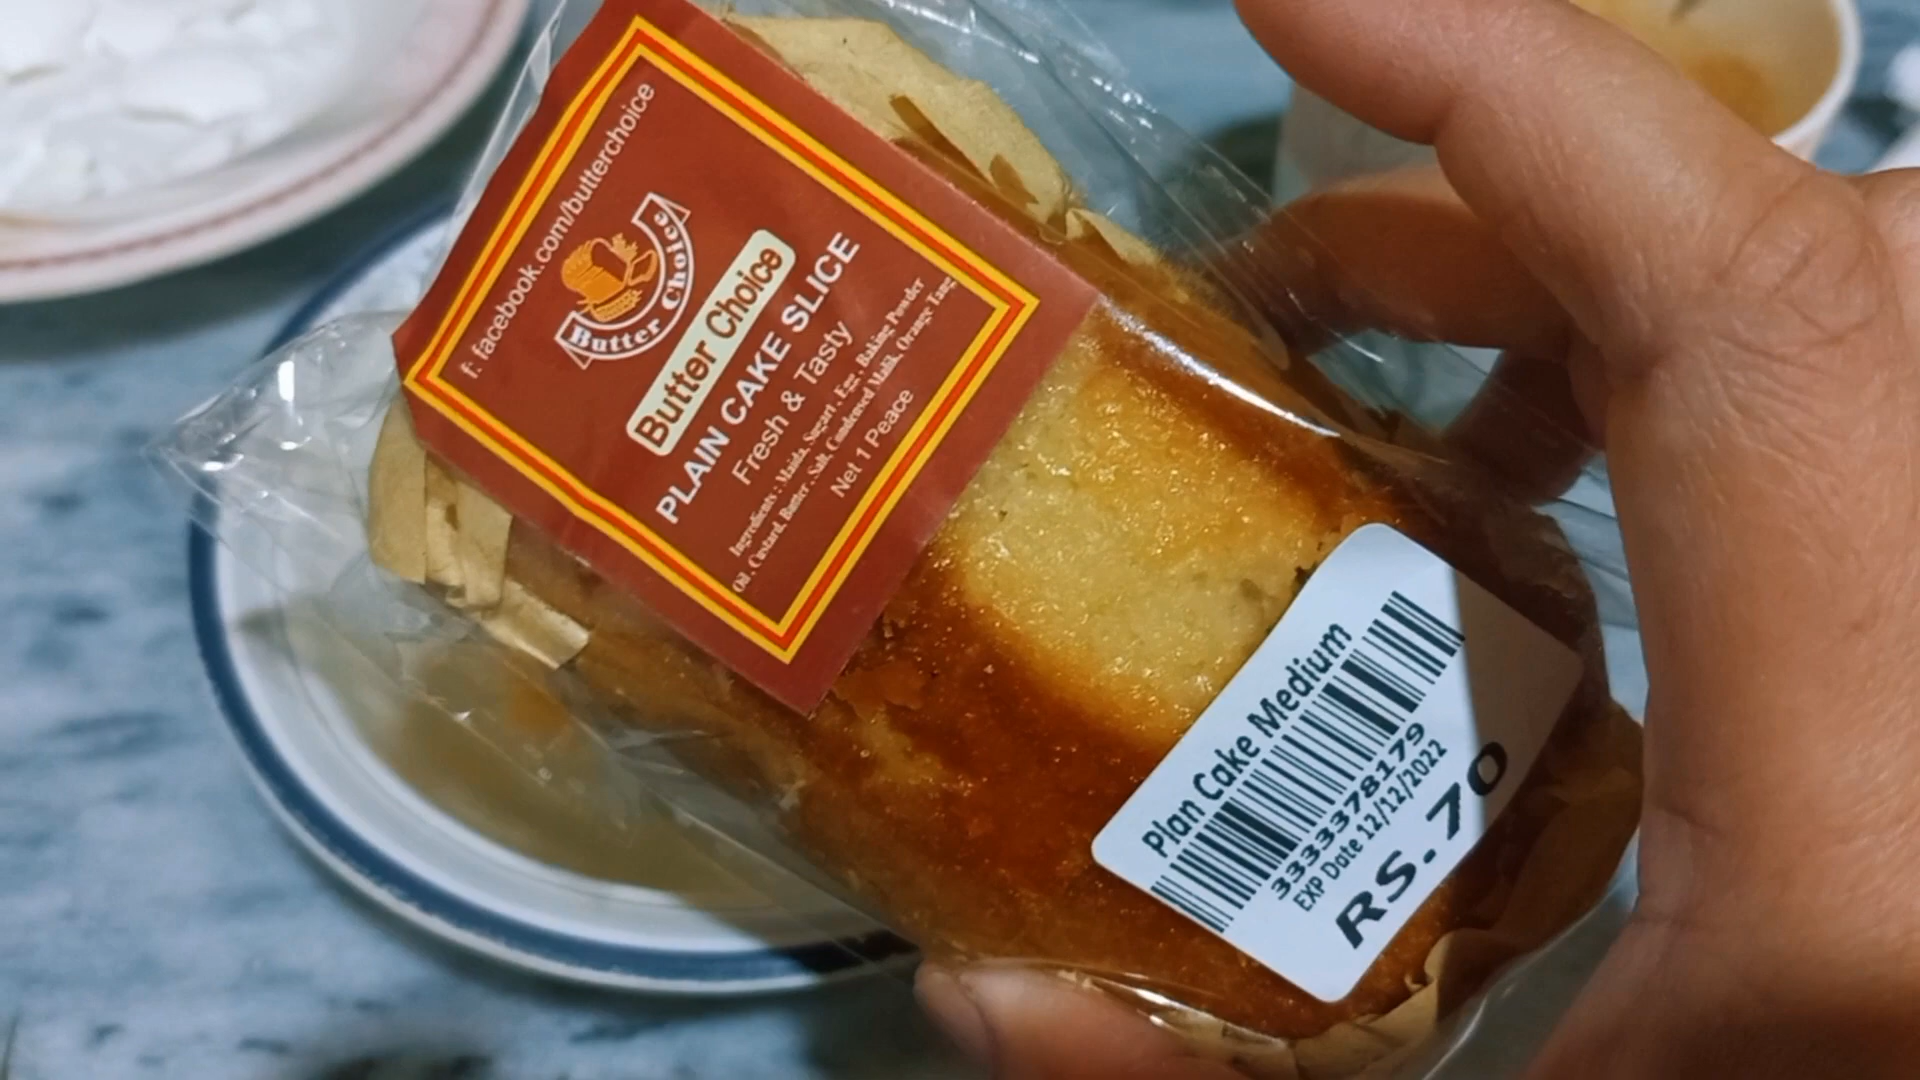 f: facebook.com/butterchoice
Butter Choice
Butter Choice
PLAIN CAKE SLICE
Fresh & Tasty
Ingredients : Maida, Sugart , Egg , Baking Powder
Oil , Custard, Butter , Salt, Condensed Malik, Orange Tang
Net 1 Peace
Plan Cake Medium
3333378179
EXP Date 12/12/2022
RS.70